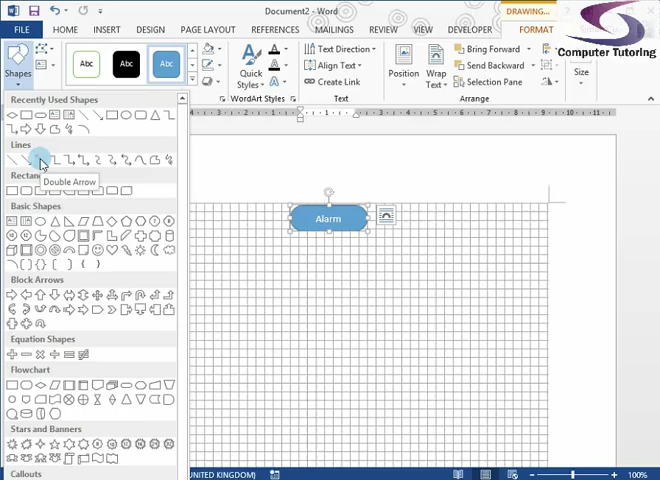 Document2 - Word
DRAWING...
FILE
HOME
INSERT
DESIGN
PAGE LAYOUT
REFERENCES
MAILINGS
REVIEW
VIEW
DEVELOPER
FORMAT
Computer Tutoring
Shapes
Abc
Abc
Abc
Quick
Styles
A
A
A
Text Direction
Align Text
Create Link
Position
Wrap
Text
Bring Forward
Send Backward
Selection Pane
Size
WordArt Styles
Text
Arrange
Recently Used Shapes
Lines
Double Arrow
Basic Shapes
Block Arrows
Equation Shapes
Flowchart
Stars and Banners
Callouts
Alarm
(UNITED KINGDOM)
100%